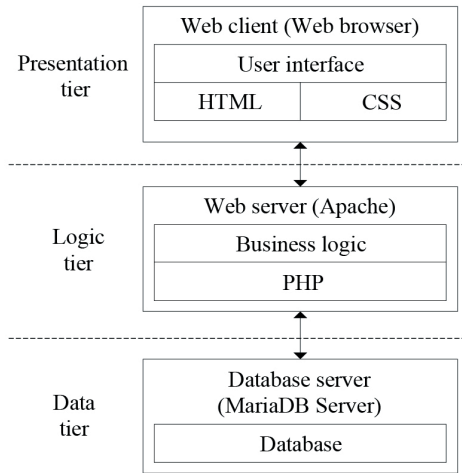 Web client (Web browser)
Presentation
tier
User interface
HTML CSS
Web server (Apache)
Logic
tier
Business logic
PHP
Database server
(MariaDB Server)
Data
tier
Database